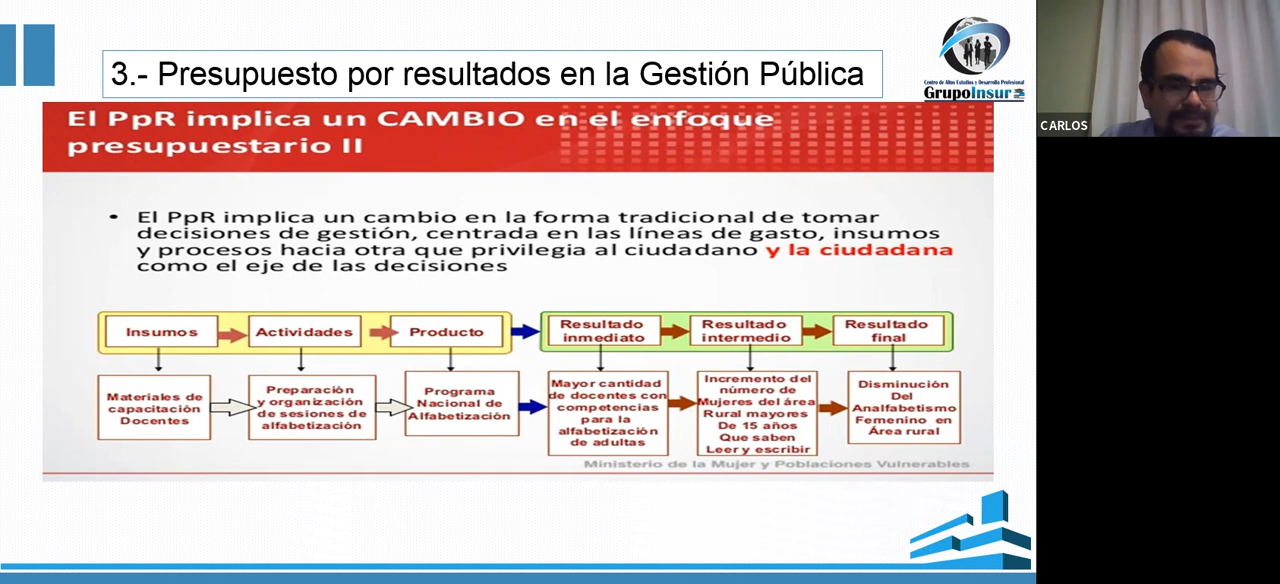 3.- Presupuesto por resultados en la Gestión Pública
Centro de Altos Estudios y Desarrollo Profesional
GrupoInsur
CARLOS
El PpR implica un CAMBIO en el enfoque
presupuestario II
• El PpR implica un cambio en la forma tradicional de tomar
decisiones de gestión, centrada en las líneas de gasto, insumos
y procesos hacia otra que privilegia al ciudadano y la ciudadana
como el eje de las decisiones
Insumos
Actividades
Producto
Resultado
inmediato
Resultado
intermedio
Resultado
final
Materiales de
capacitación
Docentes
Preparación
y organización
de sesiones de
alfabetización
Programa
Nacional de
Alfabetización
Mayor cantidad
de docentes con
competencias
para la
alfabetización
de adultas
Incremento del
número de
Mujeres del área
Rural mayores
De 15 años
Que saben
Leer y escribir
Disminución
Del
Analfabetismo
Femenino en
Área rural
Ministerio de la Mujer y Poblaciones Vulnerables